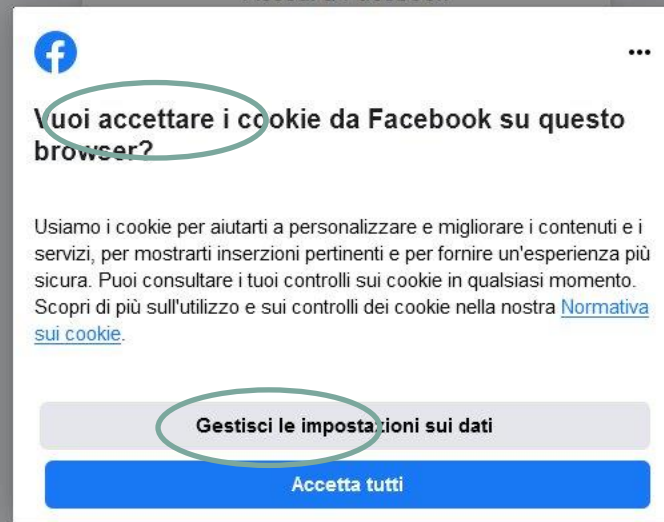 •••
Vuoi accettare i cookie da Facebook su questo
browser?
Usiamo i cookie per aiutarti a personalizzare e migliorare i contenuti e i
servizi, per mostrarti inserzioni pertinenti e per fornire un'esperienza più
sicura. Puoi consultare i tuoi controlli sui cookie in qualsiasi momento.
Scopri di più sull'utilizzo e sui controlli dei cookie nella nostra Normativa
sui cookie.
Gestisci le impostazioni sui dati
Accetta tutti